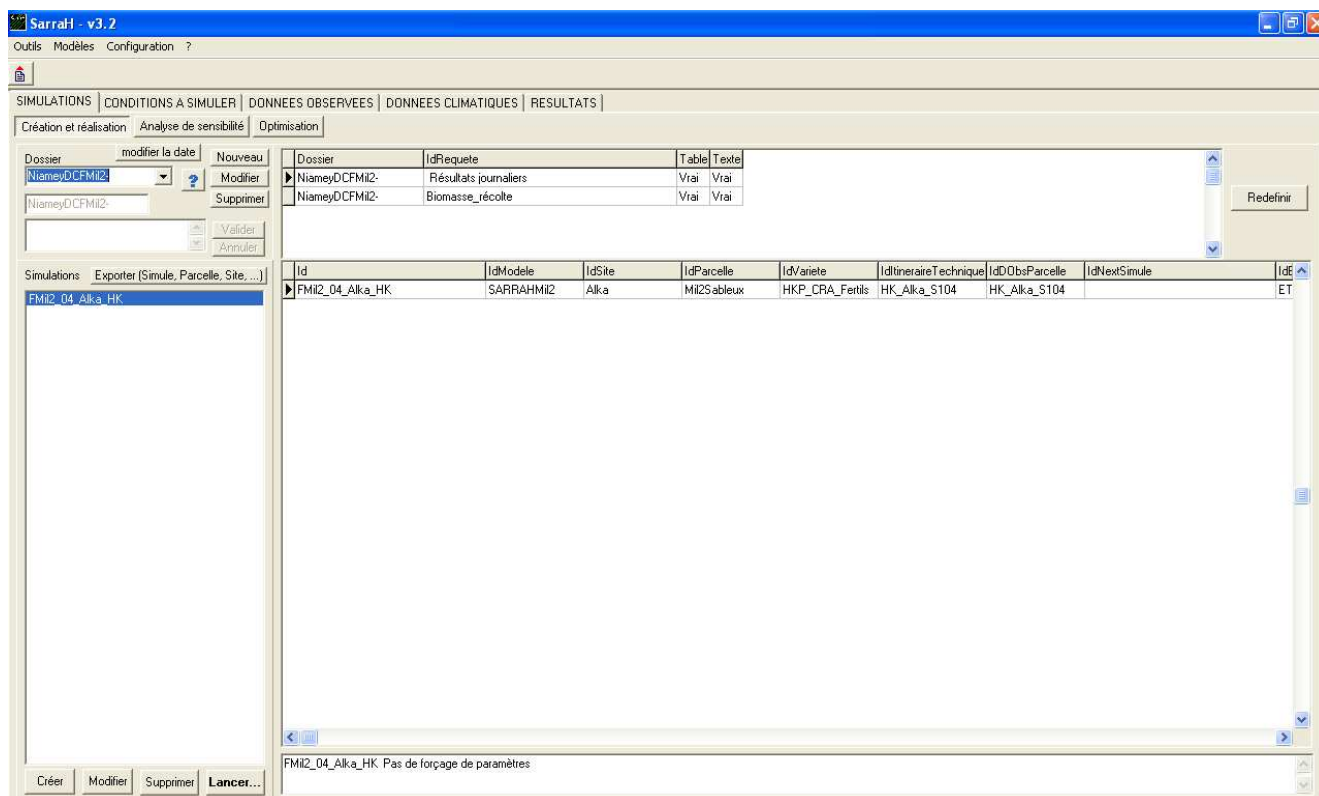 SarraH - v3.2
Outils Modèles Configuration ?
SIMULATIONS CONDITIONS A SIMULER DONNEES OBSERVEES DONNEES CLIMATIQUES RESULTATS
Création et réalisation Analyse de sensibilité Optimisation
Dossier modifier la date Nouveau
NiameyDCFMil2- ? Modifier
NiameyDCFMil2- Supprimer
Valider
Annuler
Dossier IdRequete Table Texte
NiameyDCFMil2- Résultats journaliers Vrai Vrai
NiameyDCFMil2- Biomasse_récolte Vrai Vrai
Redefinir
Simulations Exporter (Simule, Parcelle, Site, ...)
FMil2_04_Alka_HK
Id IdModele IdSite IdParcelle IdVariete IdItineraireTechnique IdDObsParcelle IdNextSimule IdE
FMil2_04_Alka_HK SARRAHMil2 Alka Mil2Sableux HKP_CRA_Fertils HK_Alka_S104 HK_Alka_S104 ET
FMil2_04_Alka_HK Pas de forçage de paramètres
Créer Modifier Supprimer Lancer...